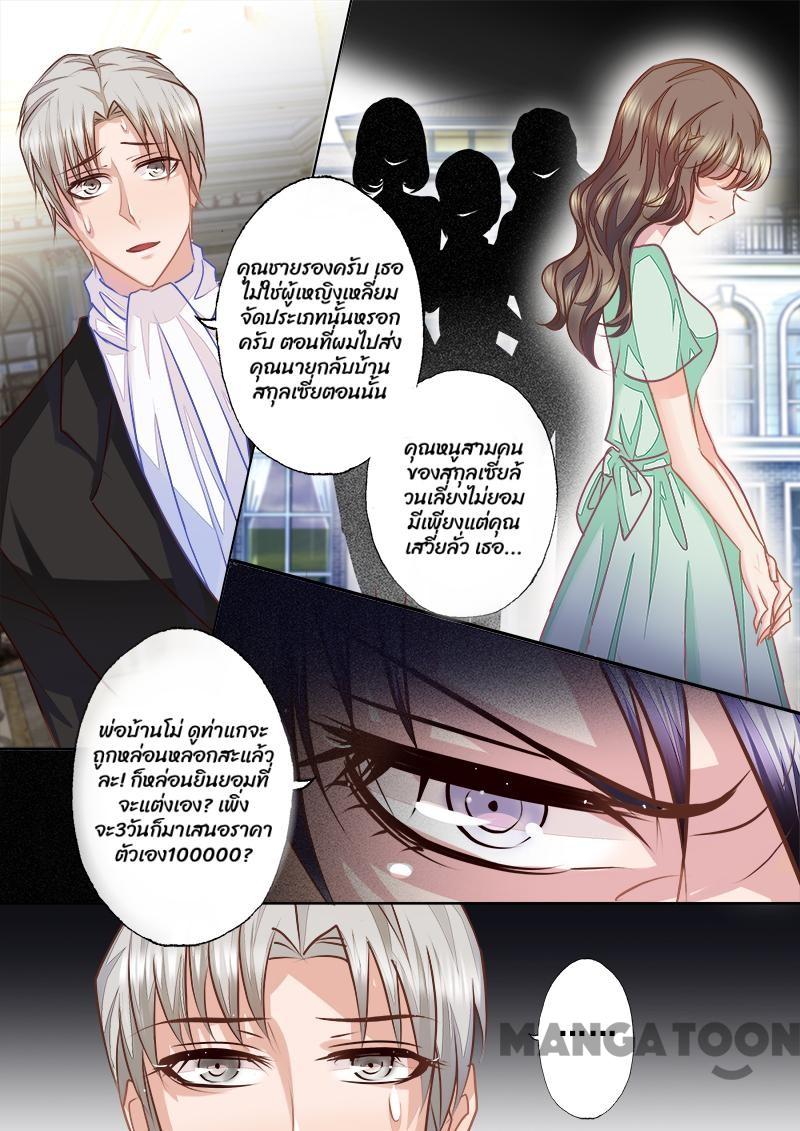 คุณชายรองครับ เธอ
ไม่ใช่ผู้หญิงเหลี่ยม
จัดประเภทนั้นหรอก
ครับ ตอนที่ผมไปส่ง
คุณนายกลับบ้าน
สกุลเซี่ยตอนนั้น
คุณหนูสามคน
ของสกุลเซี่ยล้
วนเลี่ยงไม่ยอม
มีเพียงแต่คุณ
เสวี่ยลั่ว เธอ...
พ่อบ้านโม่ ดูท่าแกจะ
ถูกหล่อนหลอกสะแล้ว
ละ! ก็หล่อนยินยอมที่
จะแต่งเอง? เพิ่ง
จะ3วันก็มาเสนอราคา
ตัวเอง100000?
.......
MANGATOON